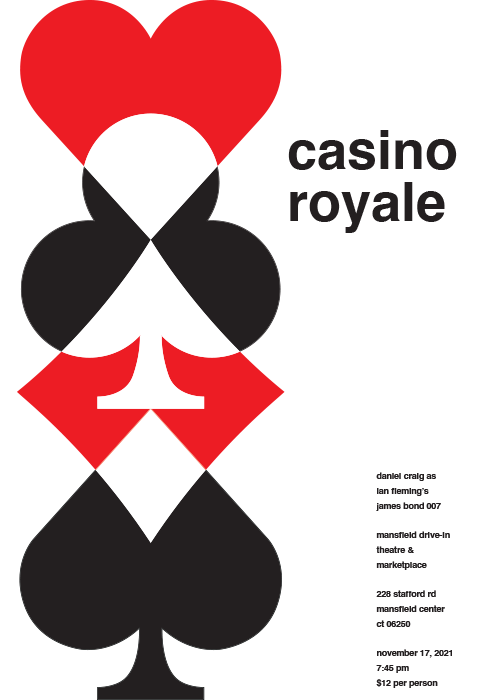 casino
royale
daniel craig as
ian fleming's
james bond 007
mansfield drive-in
theatre &
marketplace
228 stafford rd
mansfield center
ct 06250
november 17, 2021
7:45 pm
$12 per person